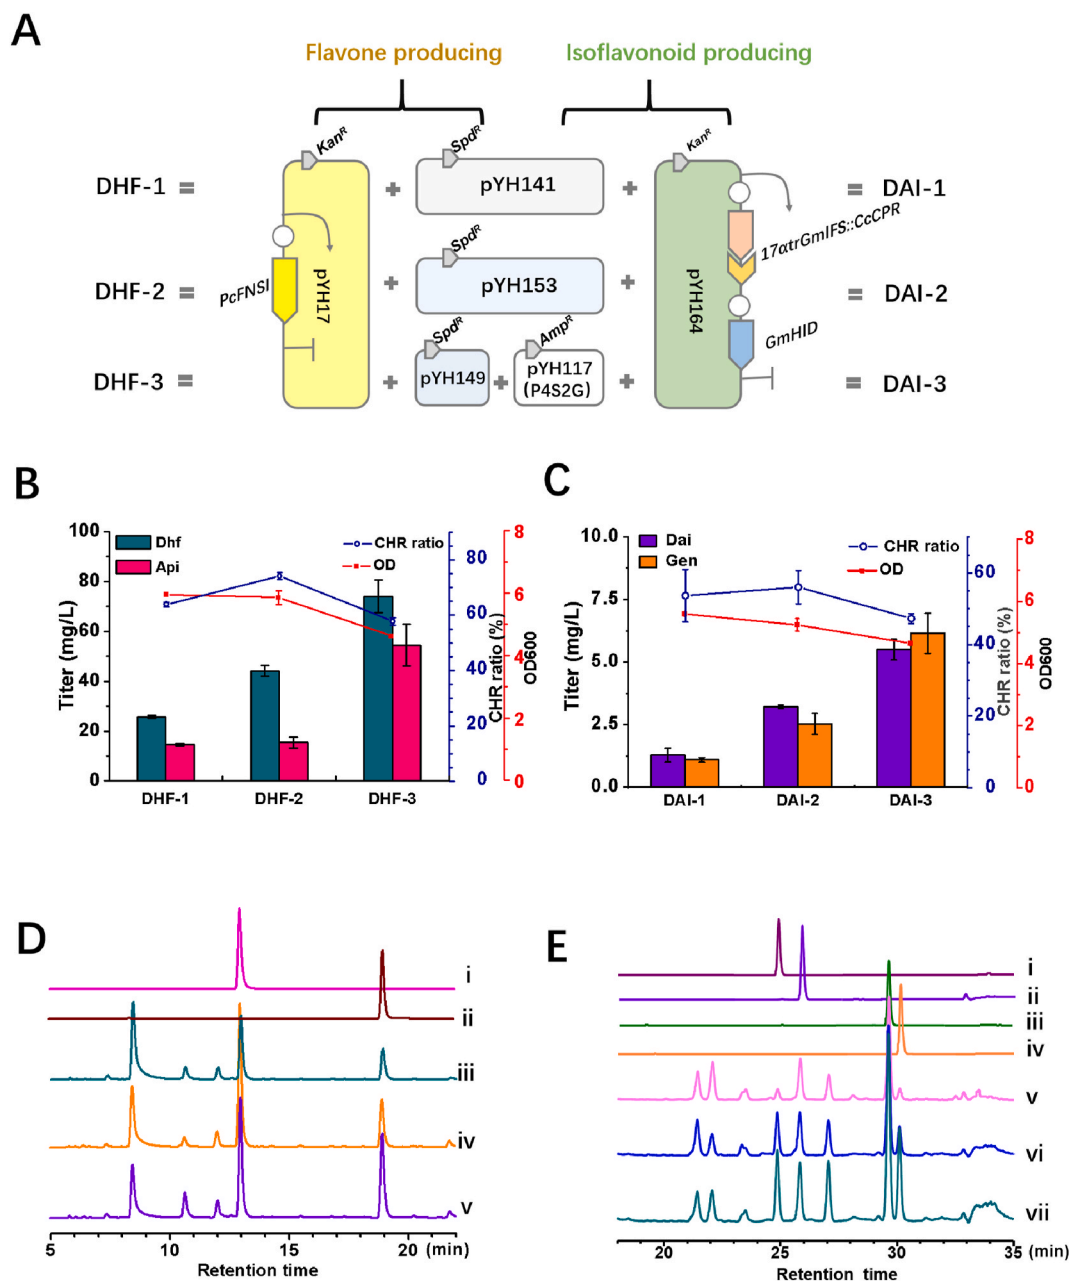 A
Flavone producing
Isoflavonoid producing
KanR
SpdR
KanR
DHF-1 =
+
pYH141
+
= DAI-1
17αtrGmIFS::CcCPR
SpdR
PcFNSI
pYH17
DHF-2 =
+
pYH153
+
pYH164
= DAI-2
GmHID
SpdR
AmpR
DHF-3 =
+
pYH149
+
pYH117
(P4S2G)
+
= DAI-3
B
Titer (mg/L)
100
80
60
40
20
0
Dhf
Api
CHR ratio
OD
DHF-1
DHF-2
DHF-3
80
60
40
20
0
CHR ratio (%)
8
6
4
2
0
OD600
C
Titer (mg/L)
10.0
7.5
5.0
2.5
0.0
Dai
Gen
CHR ratio
OD
DAI-1
DAI-2
DAI-3
60
40
20
0
CHR ratio (%)
8
6
4
2
0
OD600
D
i
ii
iii
iv
v
5
10
15
20
(min)
Retention time
E
i
ii
iii
iv
v
vi
vii
20
25
30
35
(min)
Retention time